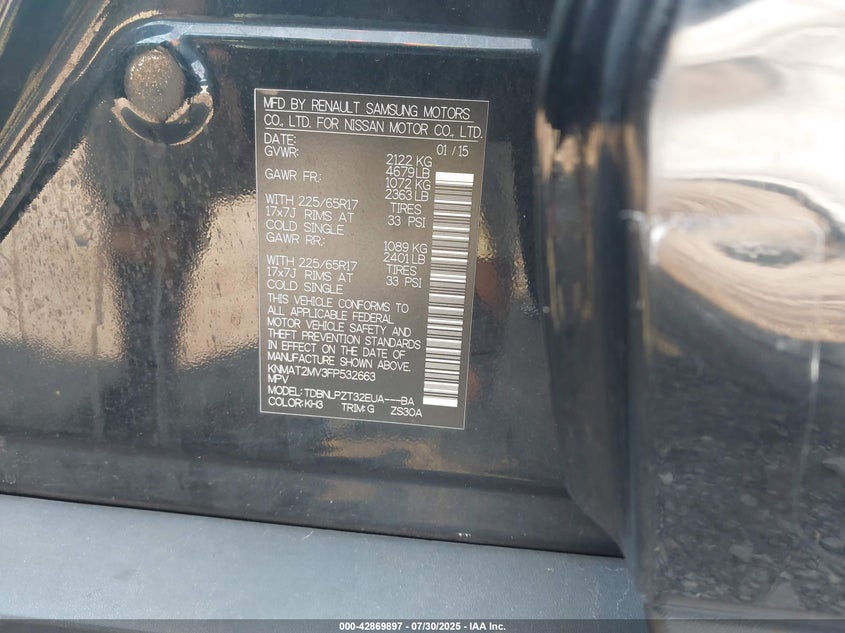 MFD BY RENAULT SAMSUNG MOTORS
CO., LTD. FOR NISSAN MOTOR CO., LTD.
DATE: 01/15
GVWR: 2122 KG
4679 LB
GAWR FR: 1072 KG
2363 LB
WITH 225/65R17 TIRES
17x7J RIMS AT 33 PSI
COLD SINGLE
GAWR RR: 1089 KG
2401 LB
WITH 225/65R17 TIRES
17x7J RIMS AT 33 PSI
COLD SINGLE
THIS VEHICLE CONFORMS TO
ALL APPLICABLE FEDERAL
MOTOR VEHICLE SAFETY AND
THEFT PREVENTION STANDARDS
IN EFFECT ON THE DATE OF
MANUFACTURE SHOWN ABOVE.
KNMAT2MV3FP532663
MPV
MODEL: TDBNLPZT32EUA---BA
COLOR: KH3 TRIM: G ZS30A
000-42869897 - 07/30/2025 - IAA Inc.